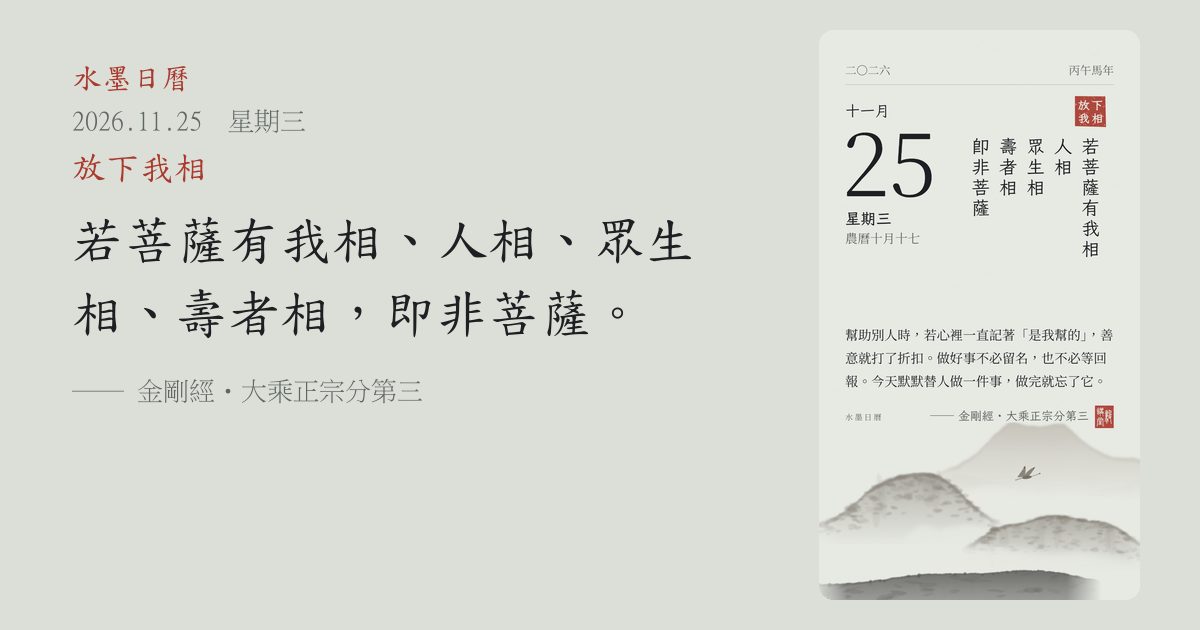 水墨日曆
2026.11.25 星期三
放下我相
若菩薩有我相、人相、眾生
相、壽者相，即非菩薩。
—— 金剛經・大乘正宗分第三
二〇二六
丙午馬年
十一月
25
星期三
農曆十月十七
放下
我相
若菩薩有我相
人相
眾生相
壽者相
即非菩薩
幫助別人時，若心裡一直記著「是我幫的」，善
意就打了折扣。做好事不必留名，也不必等回
報。今天默默替人做一件事，做完就忘了它。
水墨日曆
—— 金剛經・大乘正宗分第三